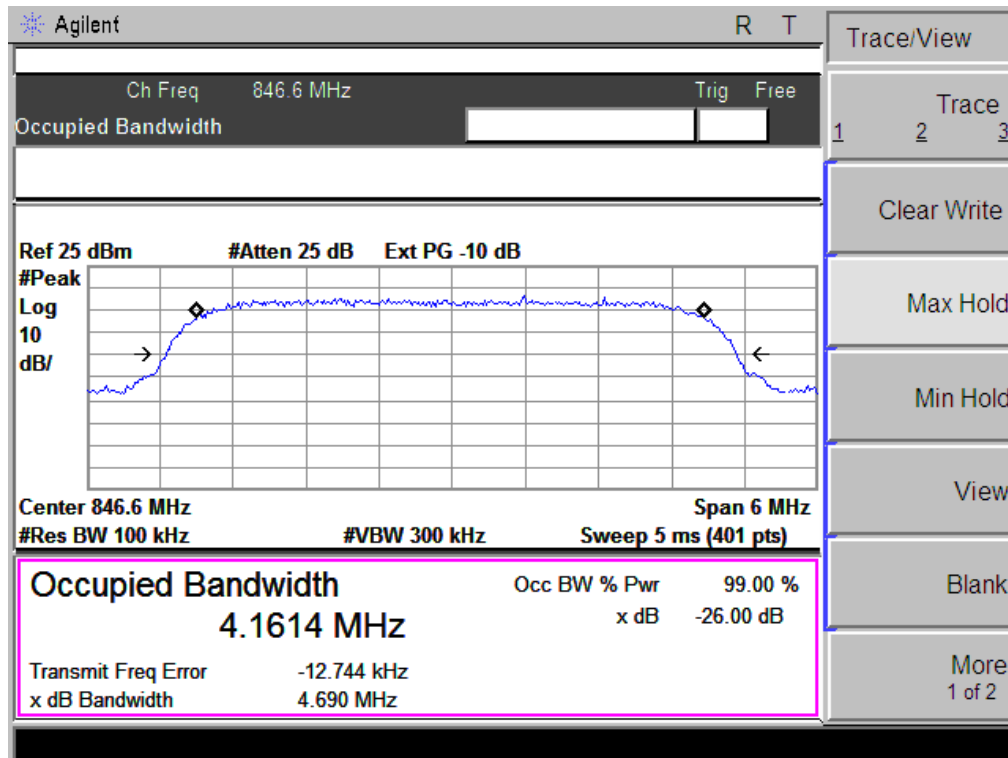 Agilent R T
Trace/View
Ch Freq 846.6 MHz Trig Free
Occupied Bandwidth
Trace
1 2 3
Clear Write
Ref 25 dBm #Atten 25 dB Ext PG -10 dB
#Peak
Log
10
dB/
Max Hold
Min Hold
View
Center 846.6 MHz Span 6 MHz
#Res BW 100 kHz #VBW 300 kHz Sweep 5 ms (401 pts)
Occupied Bandwidth Occ BW % Pwr 99.00 %
4.1614 MHz x dB -26.00 dB
Blank
Transmit Freq Error -12.744 kHz
x dB Bandwidth 4.690 MHz
More
1 of 2